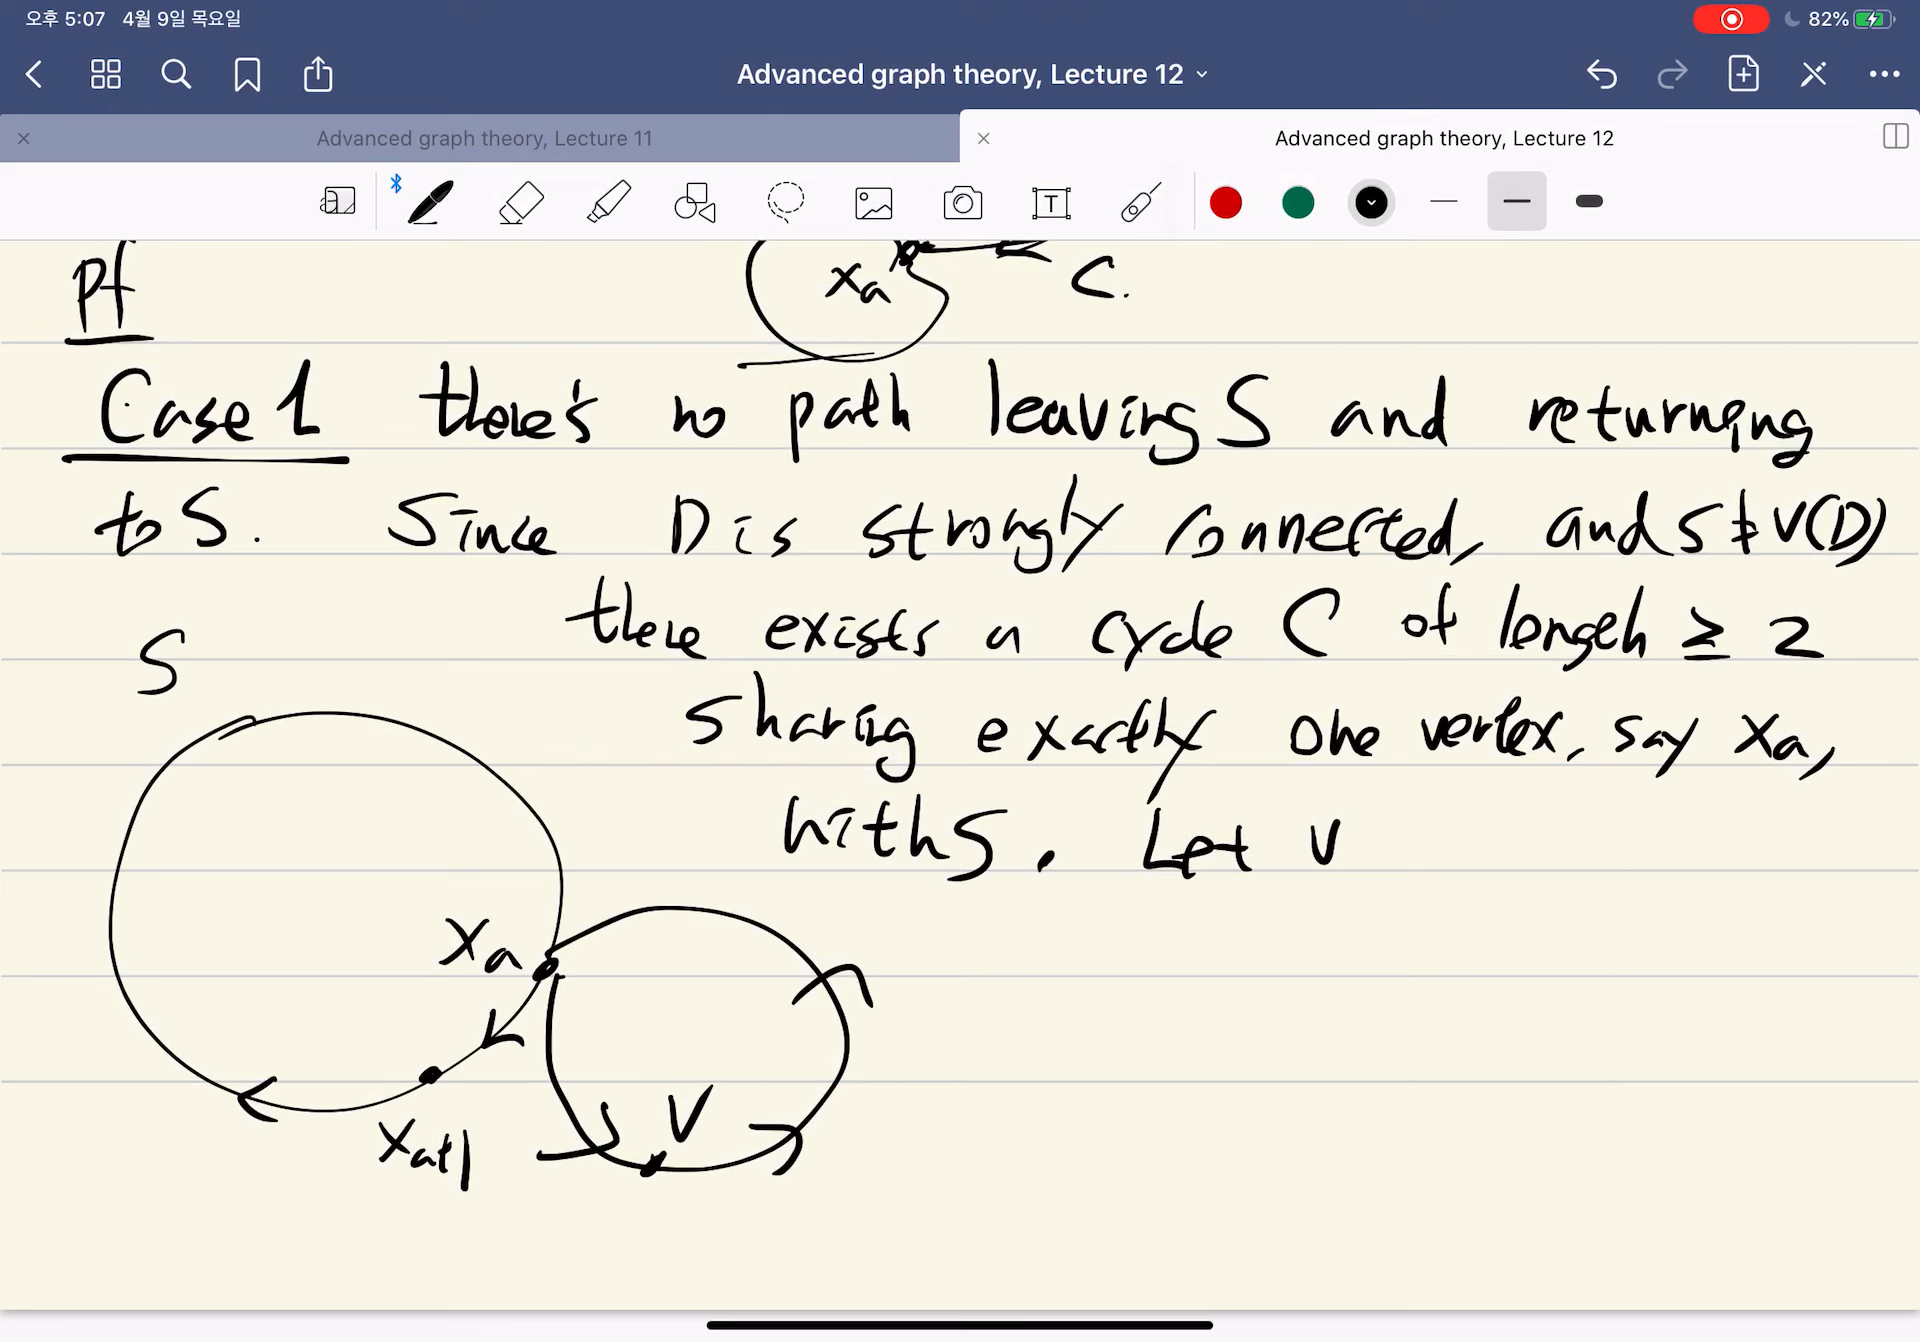 오후 5:07 4월 9일 목요일
82%
Advanced graph theory, Lecture 12
Advanced graph theory, Lecture 11
Advanced graph theory, Lecture 12
pf
xₐ
C.
Case 1 there's no path leaving S and returning
to S. Since D is strongly connected, and S ≠ V(D)
there exists a cycle C of length ≥ 2
S
sharing exactly one vertex, say xₐ,
with S. Let v
xₐ
xₐ₊₁
v